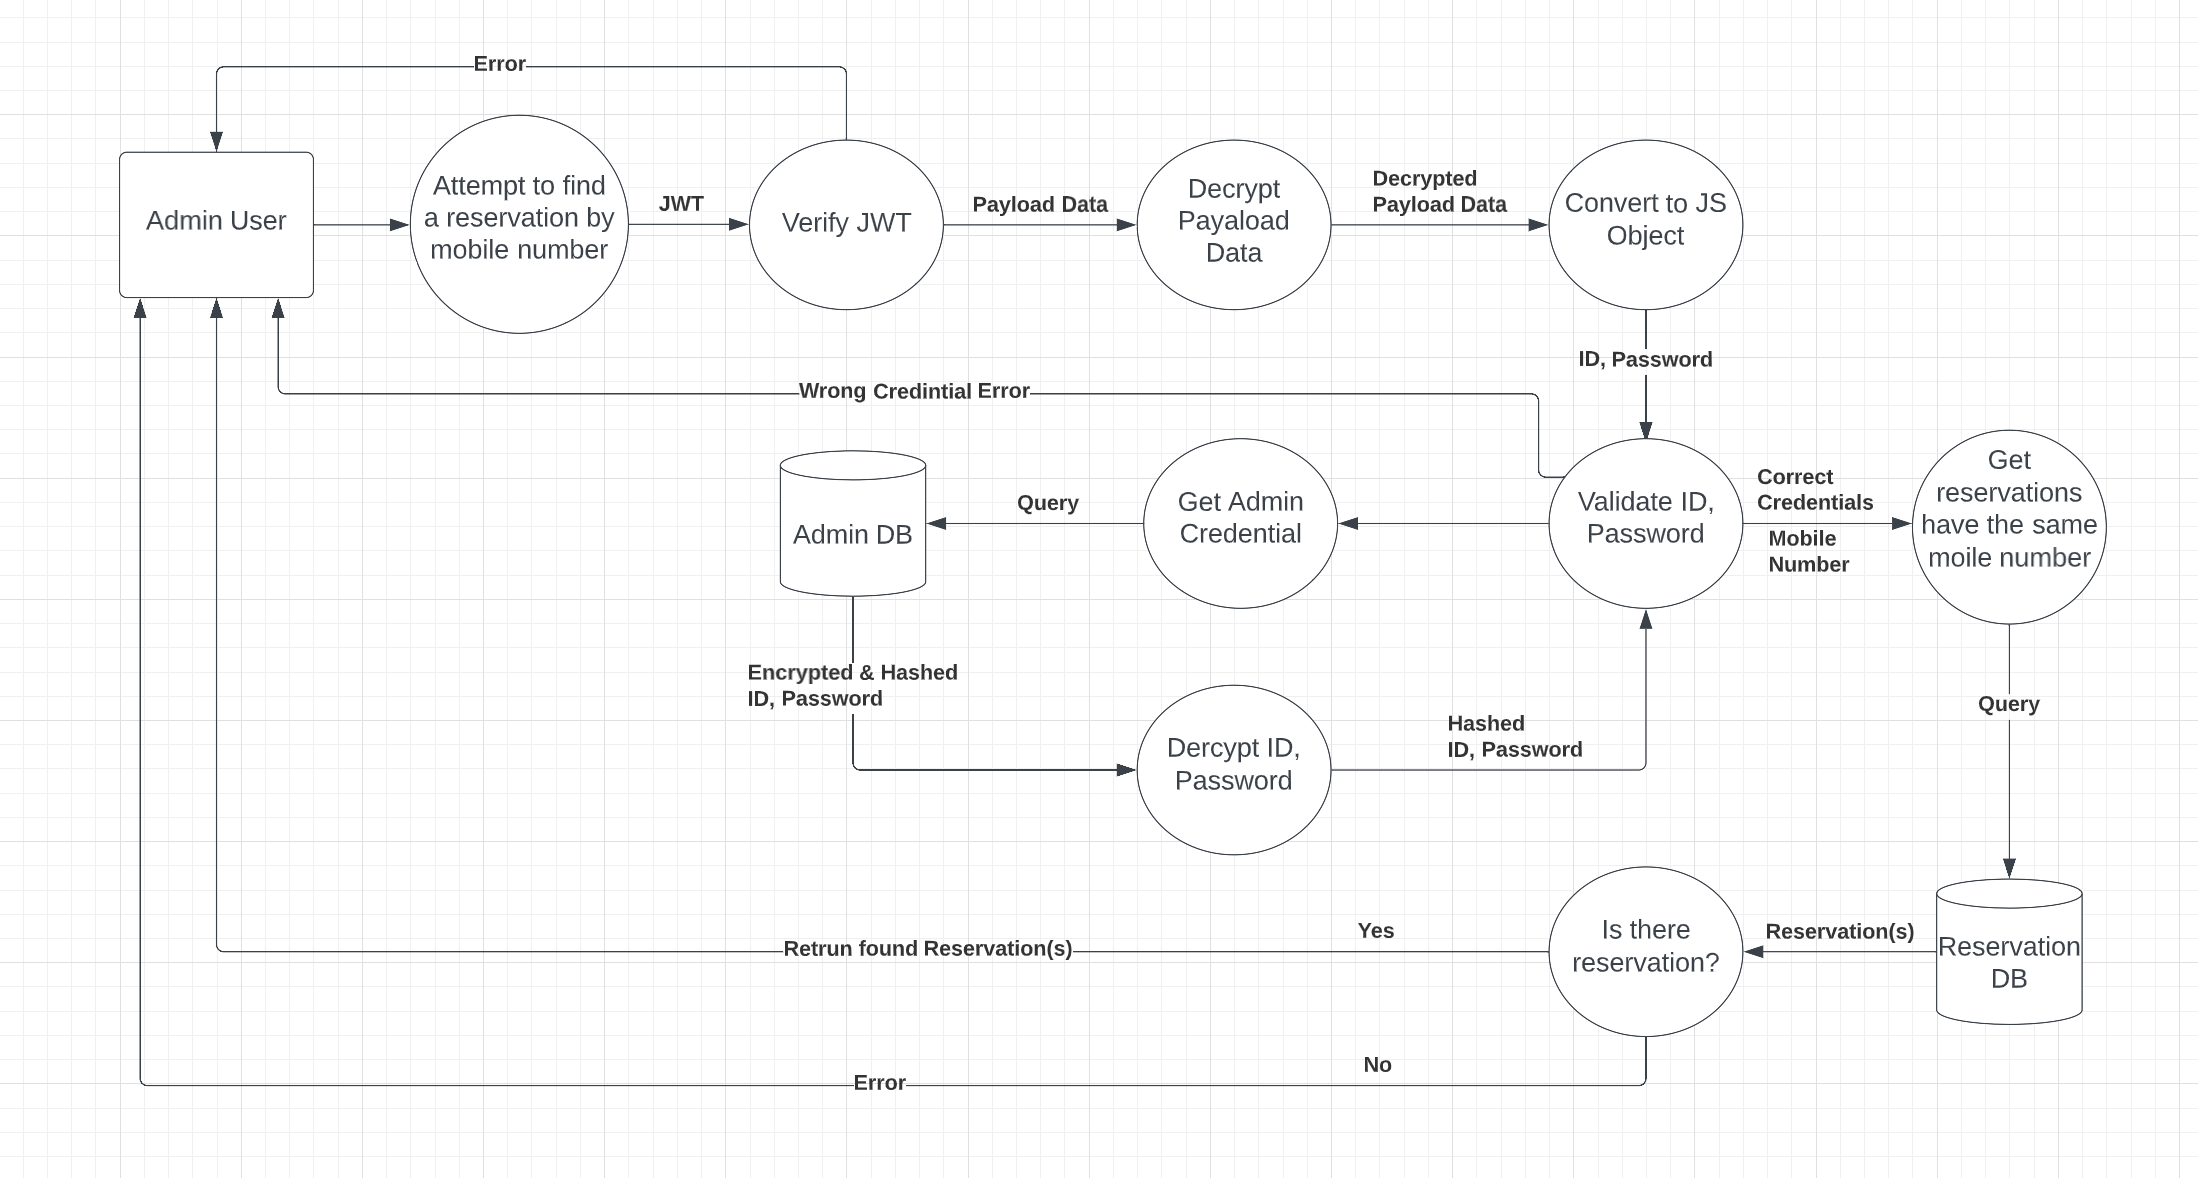 Error
Admin User
Attempt to find
a reservation by
mobile number
JWT
Verify JWT
Payload Data
Decrypt
Payaload
Data
Decrypted
Payload Data
Convert to JS
Object
ID, Password
Wrong Credintial Error
Admin DB
Query
Get Admin
Credential
Validate ID,
Password
Correct
Credentials
Mobile
Number
Get
reservations
have the same
moile number
Encrypted & Hashed
ID, Password
Dercypt ID,
Password
Hashed
ID, Password
Query
Retrun found Reservation(s)
Yes
Is there
reservation?
Reservation(s)
Reservation
DB
No
Error